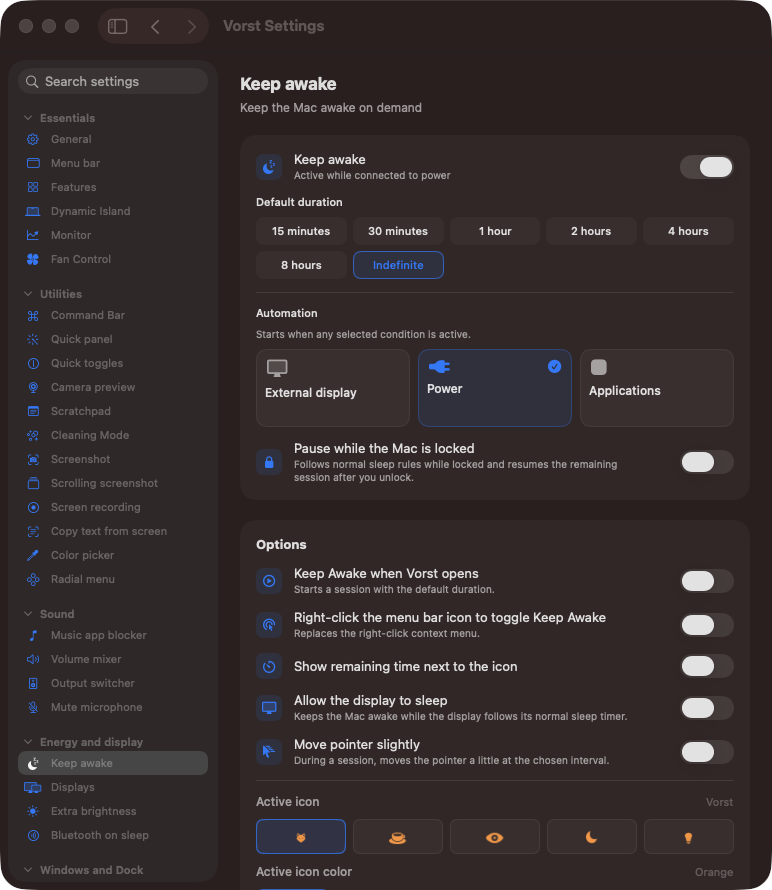 Vorst Settings
Search settings
Essentials
General
Menu bar
Features
Dynamic Island
Monitor
Fan Control
Utilities
Command Bar
Quick panel
Quick toggles
Camera preview
Scratchpad
Cleaning Mode
Screenshot
Scrolling screenshot
Screen recording
Copy text from screen
Color picker
Radial menu
Sound
Music app blocker
Volume mixer
Output switcher
Mute microphone
Energy and display
Keep awake
Displays
Extra brightness
Bluetooth on sleep
Windows and Dock
Keep awake
Keep the Mac awake on demand
Keep awake
Active while connected to power
Default duration
15 minutes 30 minutes 1 hour 2 hours 4 hours
8 hours Indefinite
Automation
Starts when any selected condition is active.
External display Power Applications
Pause while the Mac is locked
Follows normal sleep rules while locked and resumes the remaining
session after you unlock.
Options
Keep Awake when Vorst opens
Starts a session with the default duration.
Right-click the menu bar icon to toggle Keep Awake
Replaces the right-click context menu.
Show remaining time next to the icon
Allow the display to sleep
Keeps the Mac awake while the display follows its normal sleep timer.
Move pointer slightly
During a session, moves the pointer a little at the chosen interval.
Active icon Vorst
Active icon color Orange